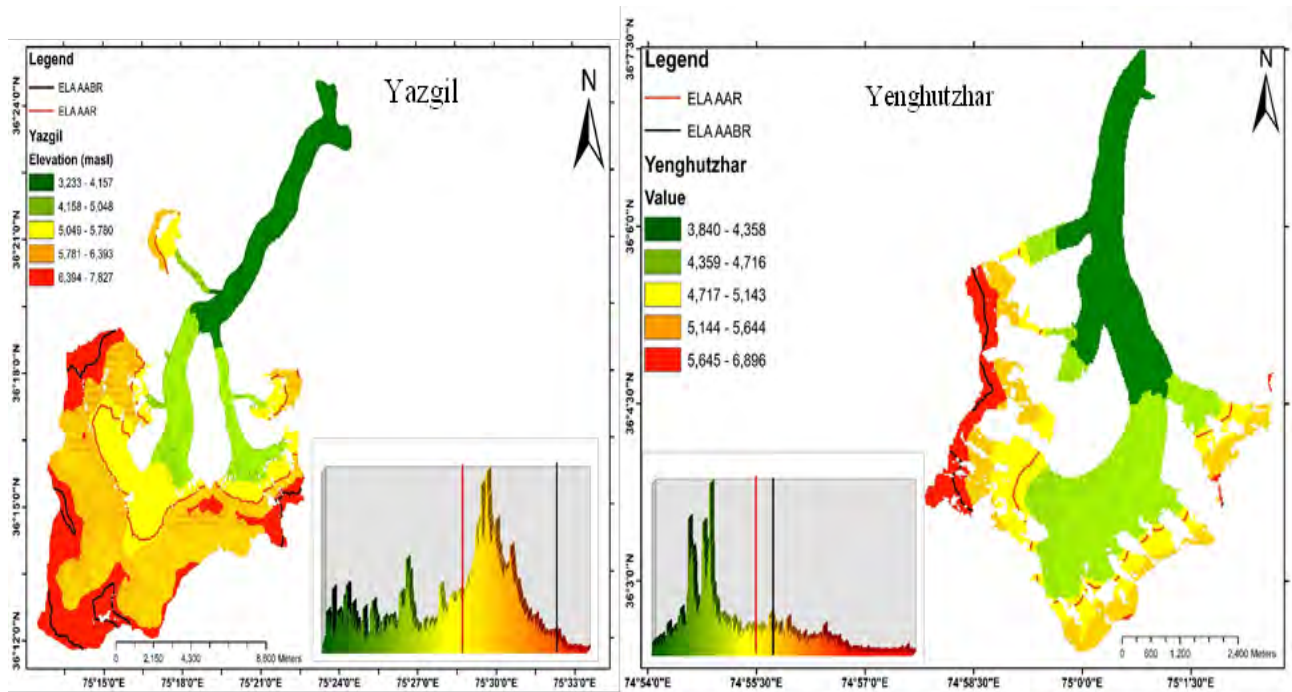 Legend
ELA AABR
ELA AAR
Yazgil
Elevation (masl)
3,233 - 4,157
4,158 - 5,048
5,049 - 5,780
5,781 - 6,393
6,394 - 7,827
Yazgil
N
36°24'0"N
36°21'0"N
36°18'0"N
36°15'0"N
36°12'0"N
0 2,150 4,300 8,600 Meters
75°15'0"E 75°18'0"E 75°21'0"E 75°24'0"E 75°27'0"E 75°30'0"E 75°33'0"E
Legend
ELA AAR
ELA AABR
Yenghutzhar
Value
3,840 - 4,358
4,359 - 4,716
4,717 - 5,143
5,144 - 5,644
5,645 - 6,896
Yenghutzhar
N
36°7'30"N
36°6'0"N
36°4'30"N
36°3'0"N
0 600 1,200 2,400 Meters
74°54'0"E 74°55'30"E 74°57'0"E 74°58'30"E 75°0'0"E 75°1'30"E